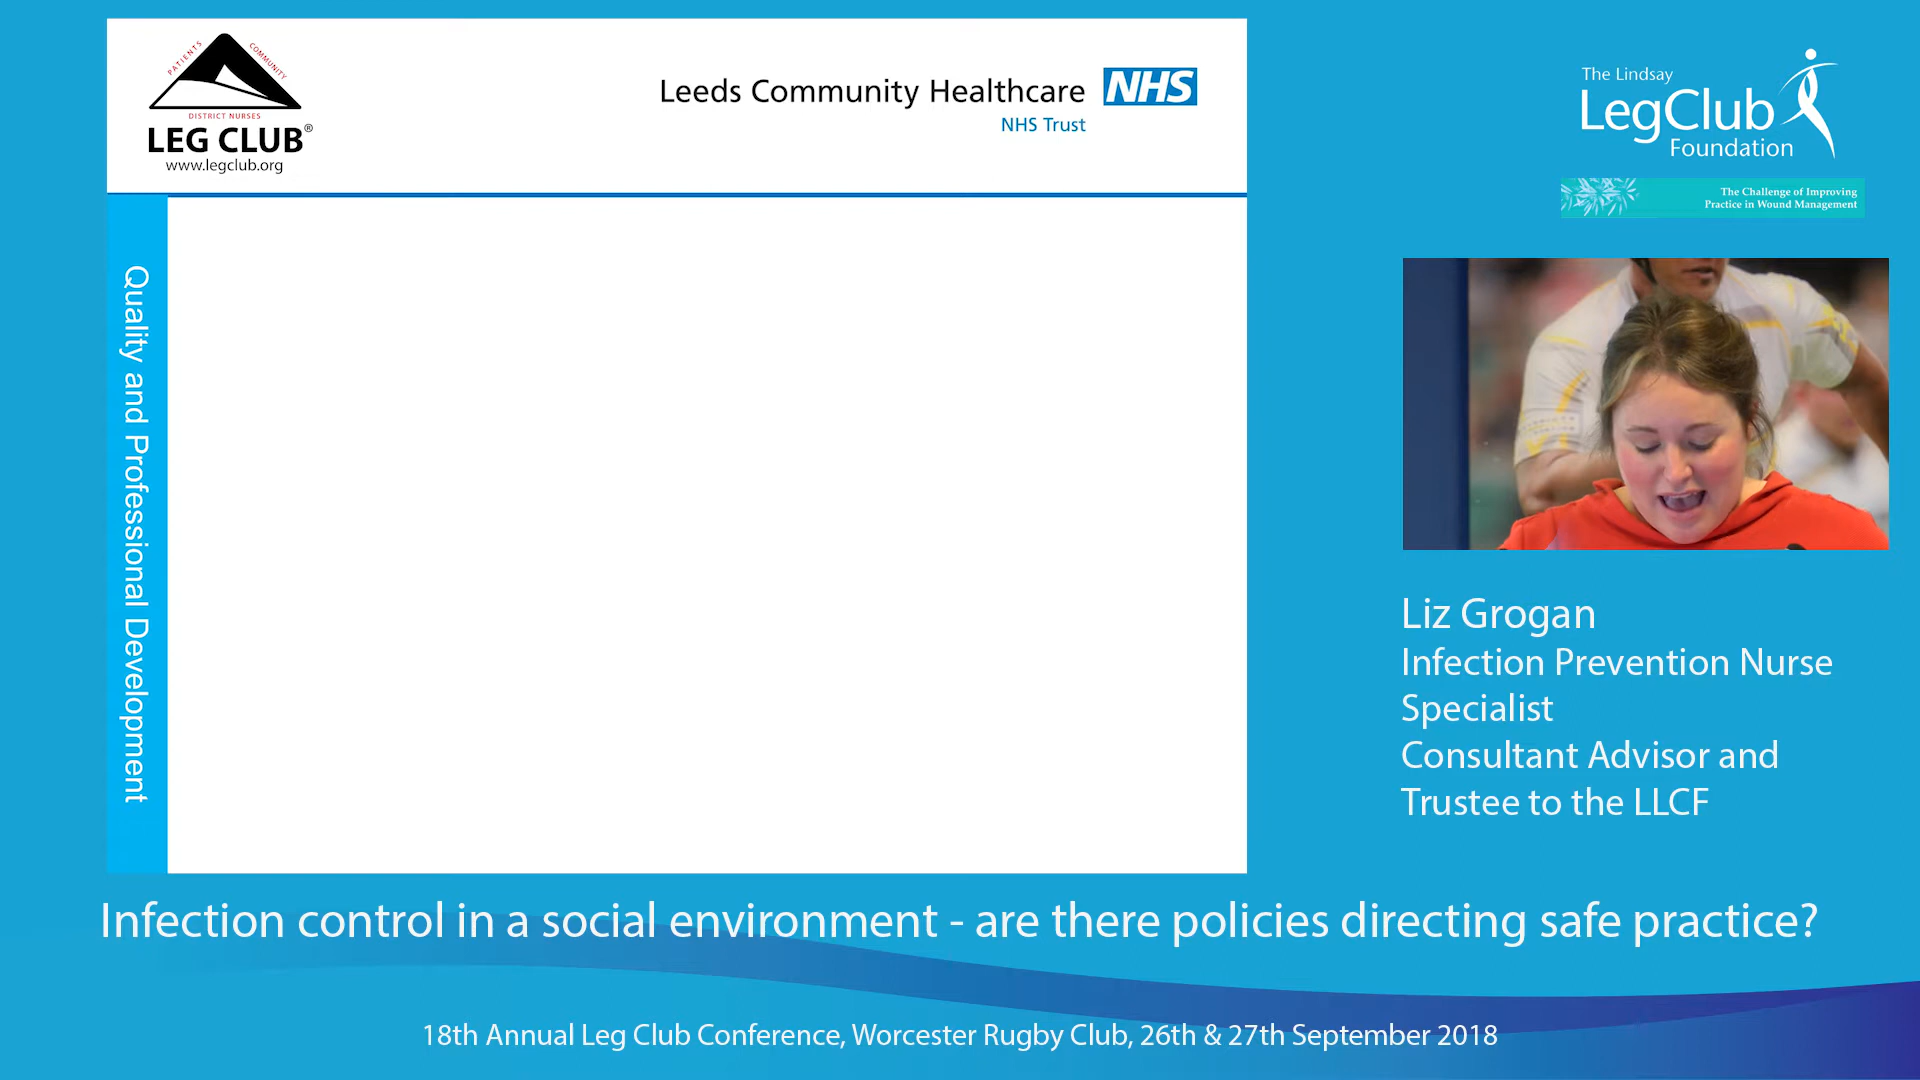 PATIENTS
COMMUNITY
DISTRICT NURSES
LEG CLUB®
www.legclub.org
Leeds Community Healthcare NHS
NHS Trust
Quality and Professional Development
The Lindsay
LegClub
Foundation
The Challenge of Improving
Practice in Wound Management
Liz Grogan
Infection Prevention Nurse
Specialist
Consultant Advisor and
Trustee to the LLCF
Infection control in a social environment - are there policies directing safe practice?
18th Annual Leg Club Conference, Worcester Rugby Club, 26th & 27th September 2018